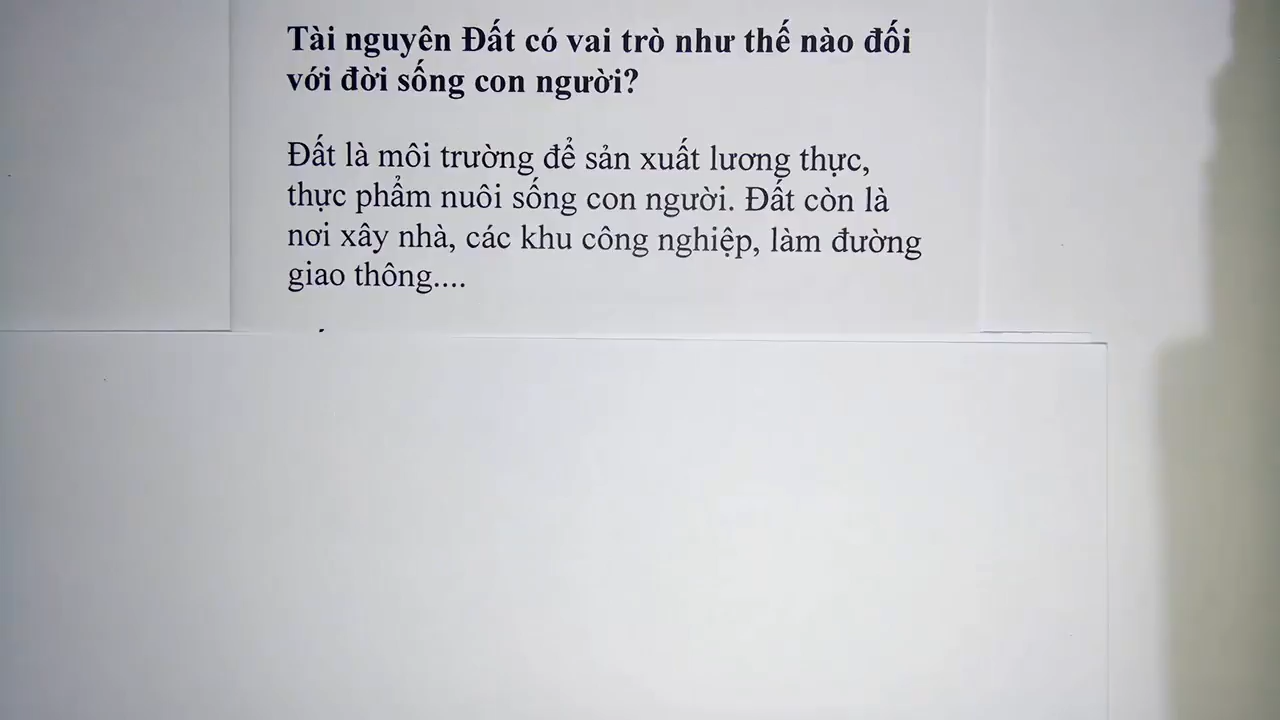 Tài nguyên Đất có vai trò như thế nào đối
với đời sống con người?
Đất là môi trường để sản xuất lương thực,
thực phẩm nuôi sống con người. Đất còn là
nơi xây nhà, các khu công nghiệp, làm đường
giao thông....